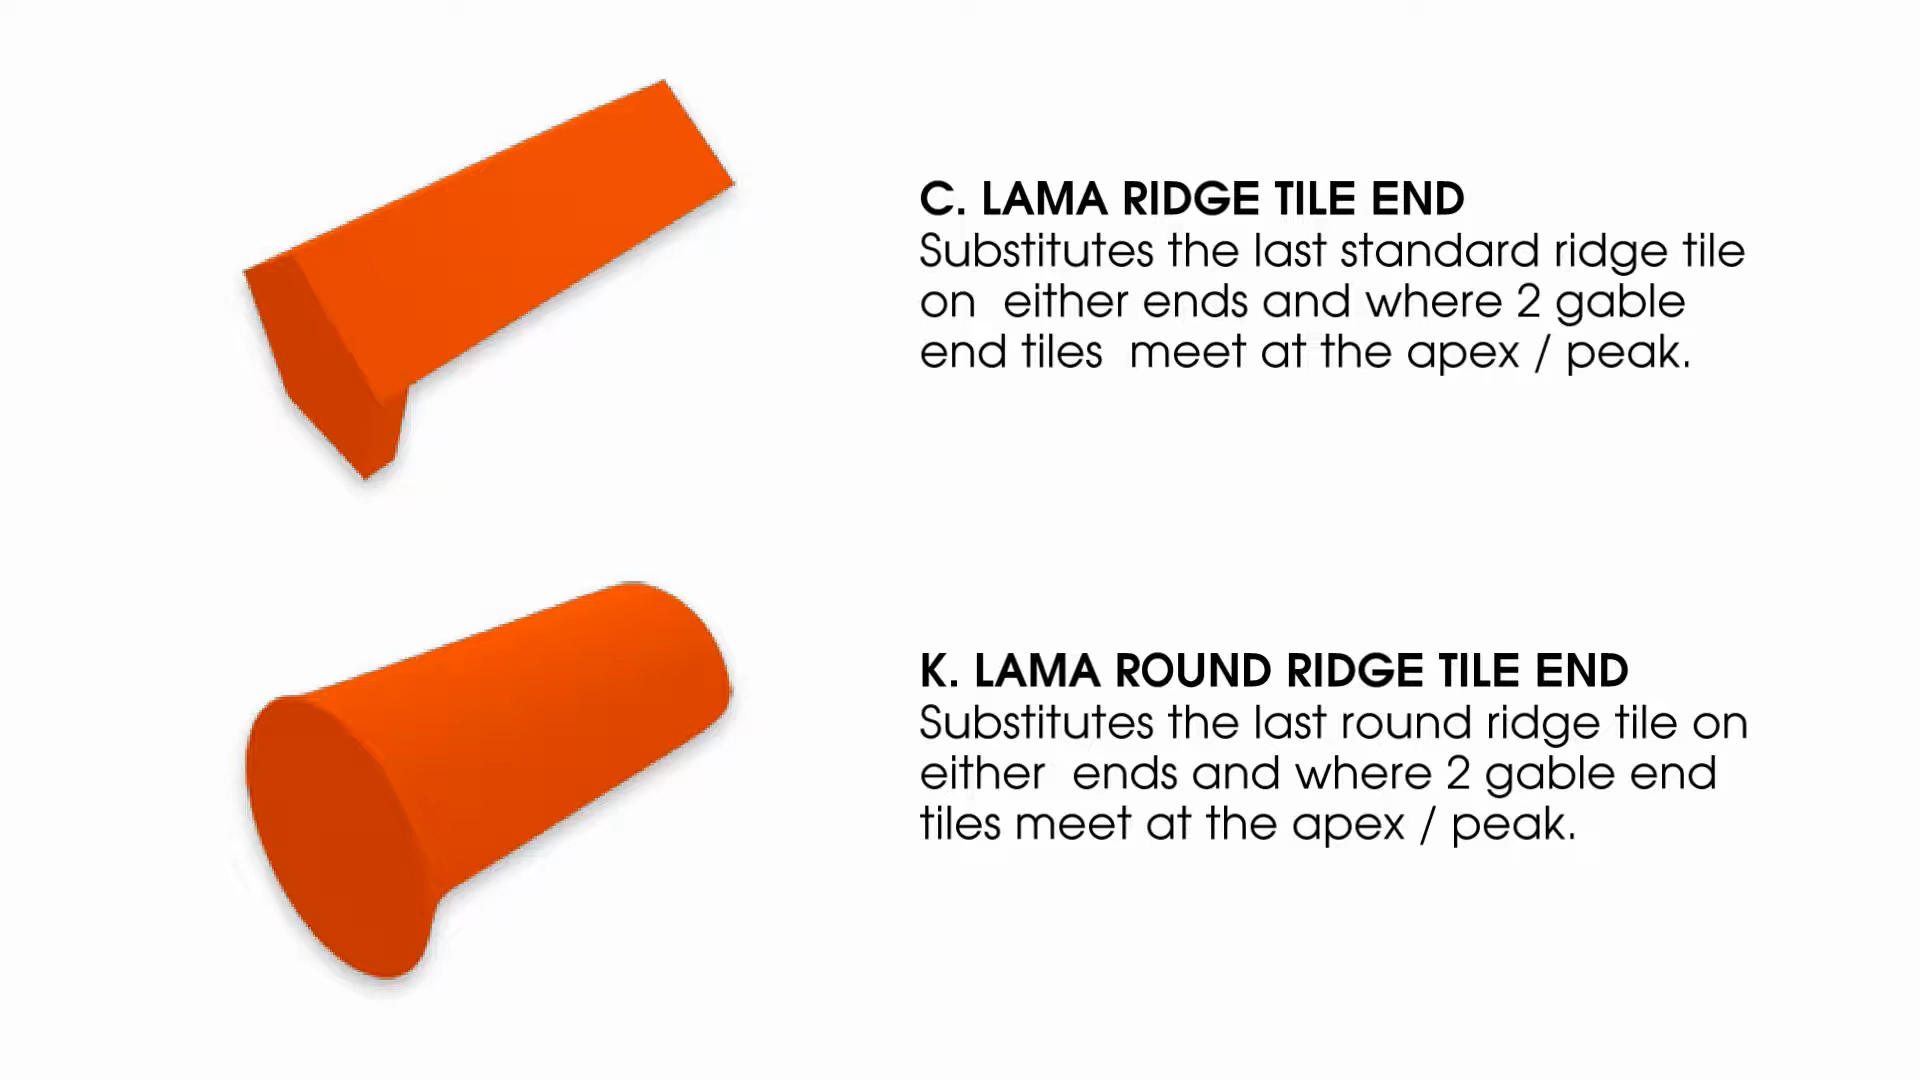 C. LAMA RIDGE TILE END
Substitutes the last standard ridge tile
on  either ends and where 2 gable
end tiles  meet at the apex / peak.
K. LAMA ROUND RIDGE TILE END
Substitutes the last round ridge tile on
either  ends and where 2 gable end
tiles meet at the apex / peak.